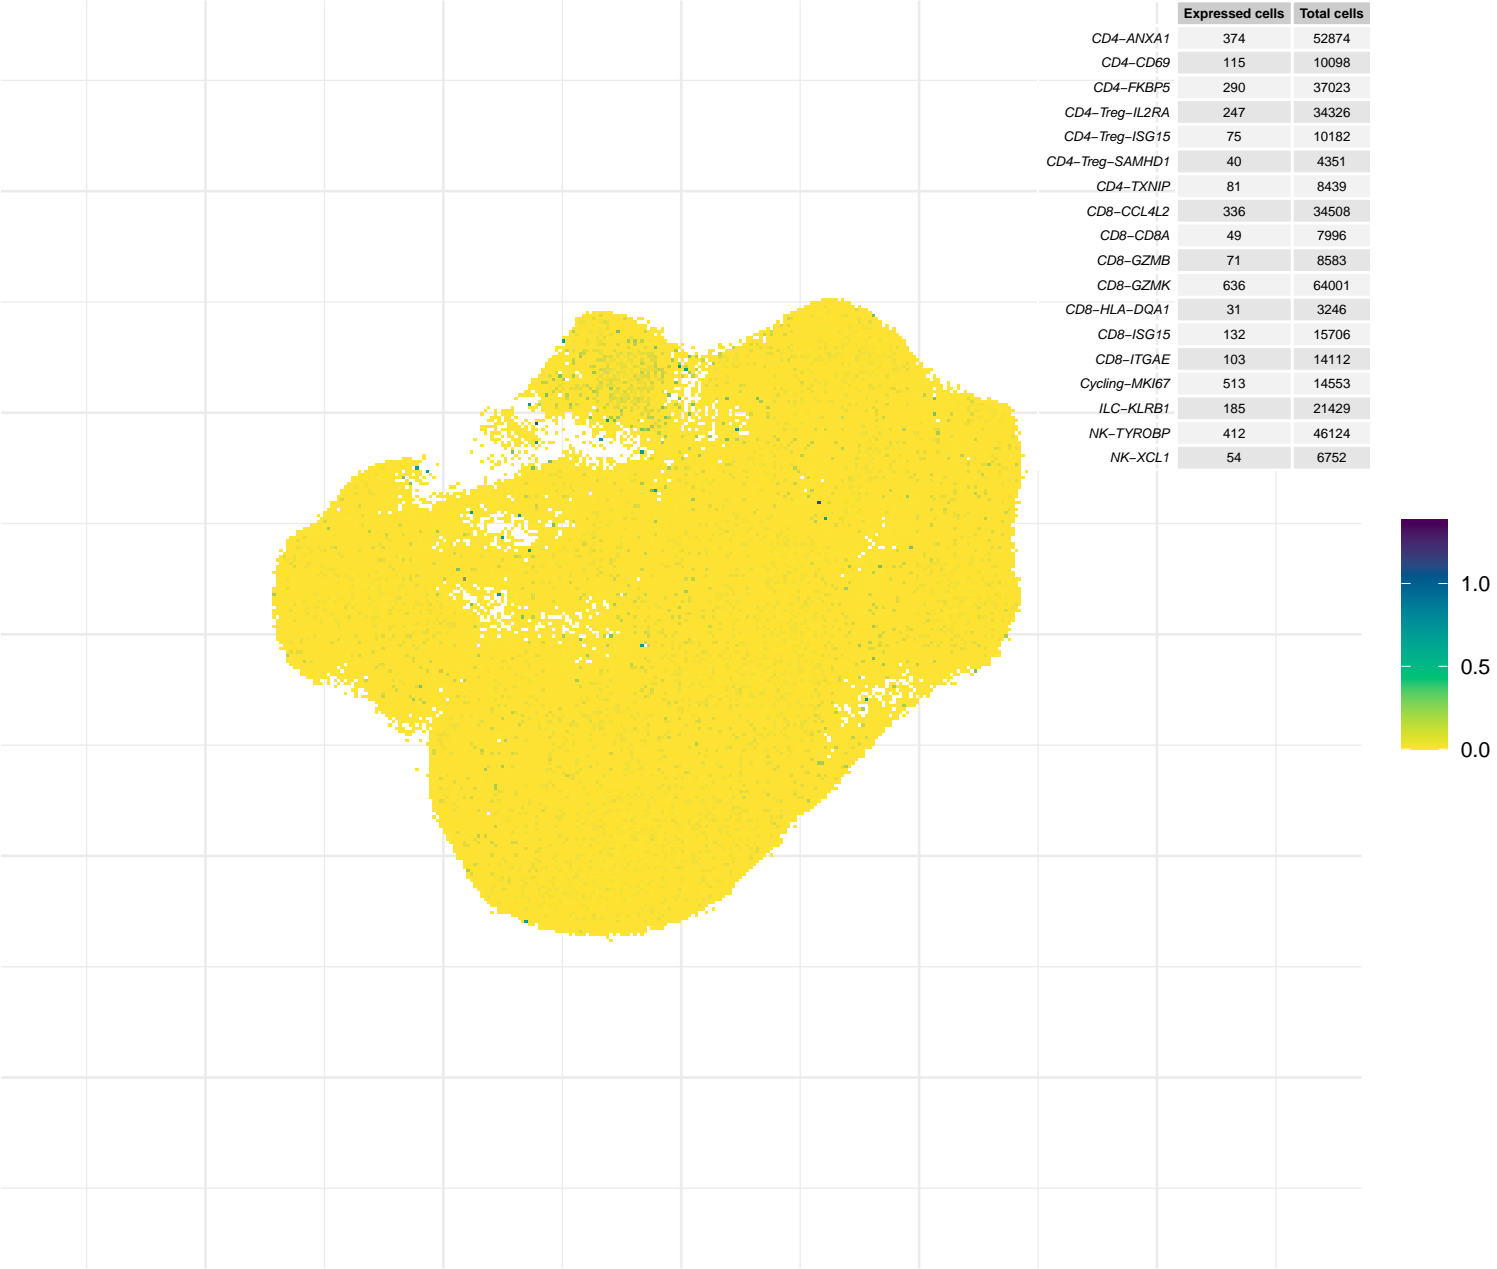 Expressed cells Total cells
CD4−ANXA1 374 52874
CD4−CD69 115 10098
CD4−FKBP5 290 37023
CD4−Treg−IL2RA 247 34326
CD4−Treg−ISG15 75 10182
CD4−Treg−SAMHD1 40 4351
CD4−TXNIP 81 8439
CD8−CCL4L2 336 34508
CD8−CD8A 49 7996
CD8−GZMB 71 8583
CD8−GZMK 636 64001
CD8−HLA−DQA1 31 3246
CD8−ISG15 132 15706
CD8−ITGAE 103 14112
Cycling−MKI67 513 14553
ILC−KLRB1 185 21429
NK−TYROBP 412 46124
NK−XCL1 54 6752
1.0
0.5
0.0